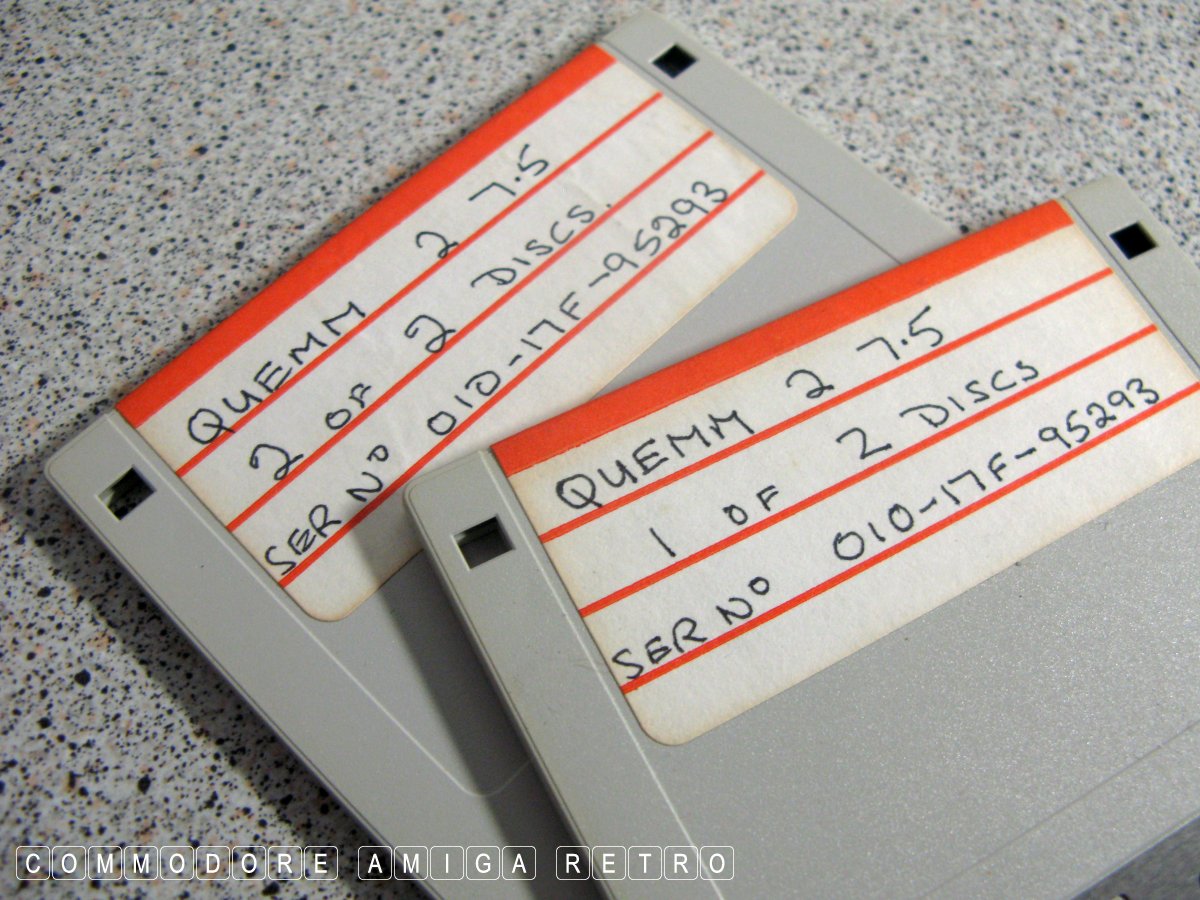 QUEMM 2 7.5
2 OF 2 DISCS.
SER NO 010-17F-95293
QUEMM 2 7.5
1 OF 2 DISCS
SER NO 010-17F-95293
COMMODORE AMIGA RETRO